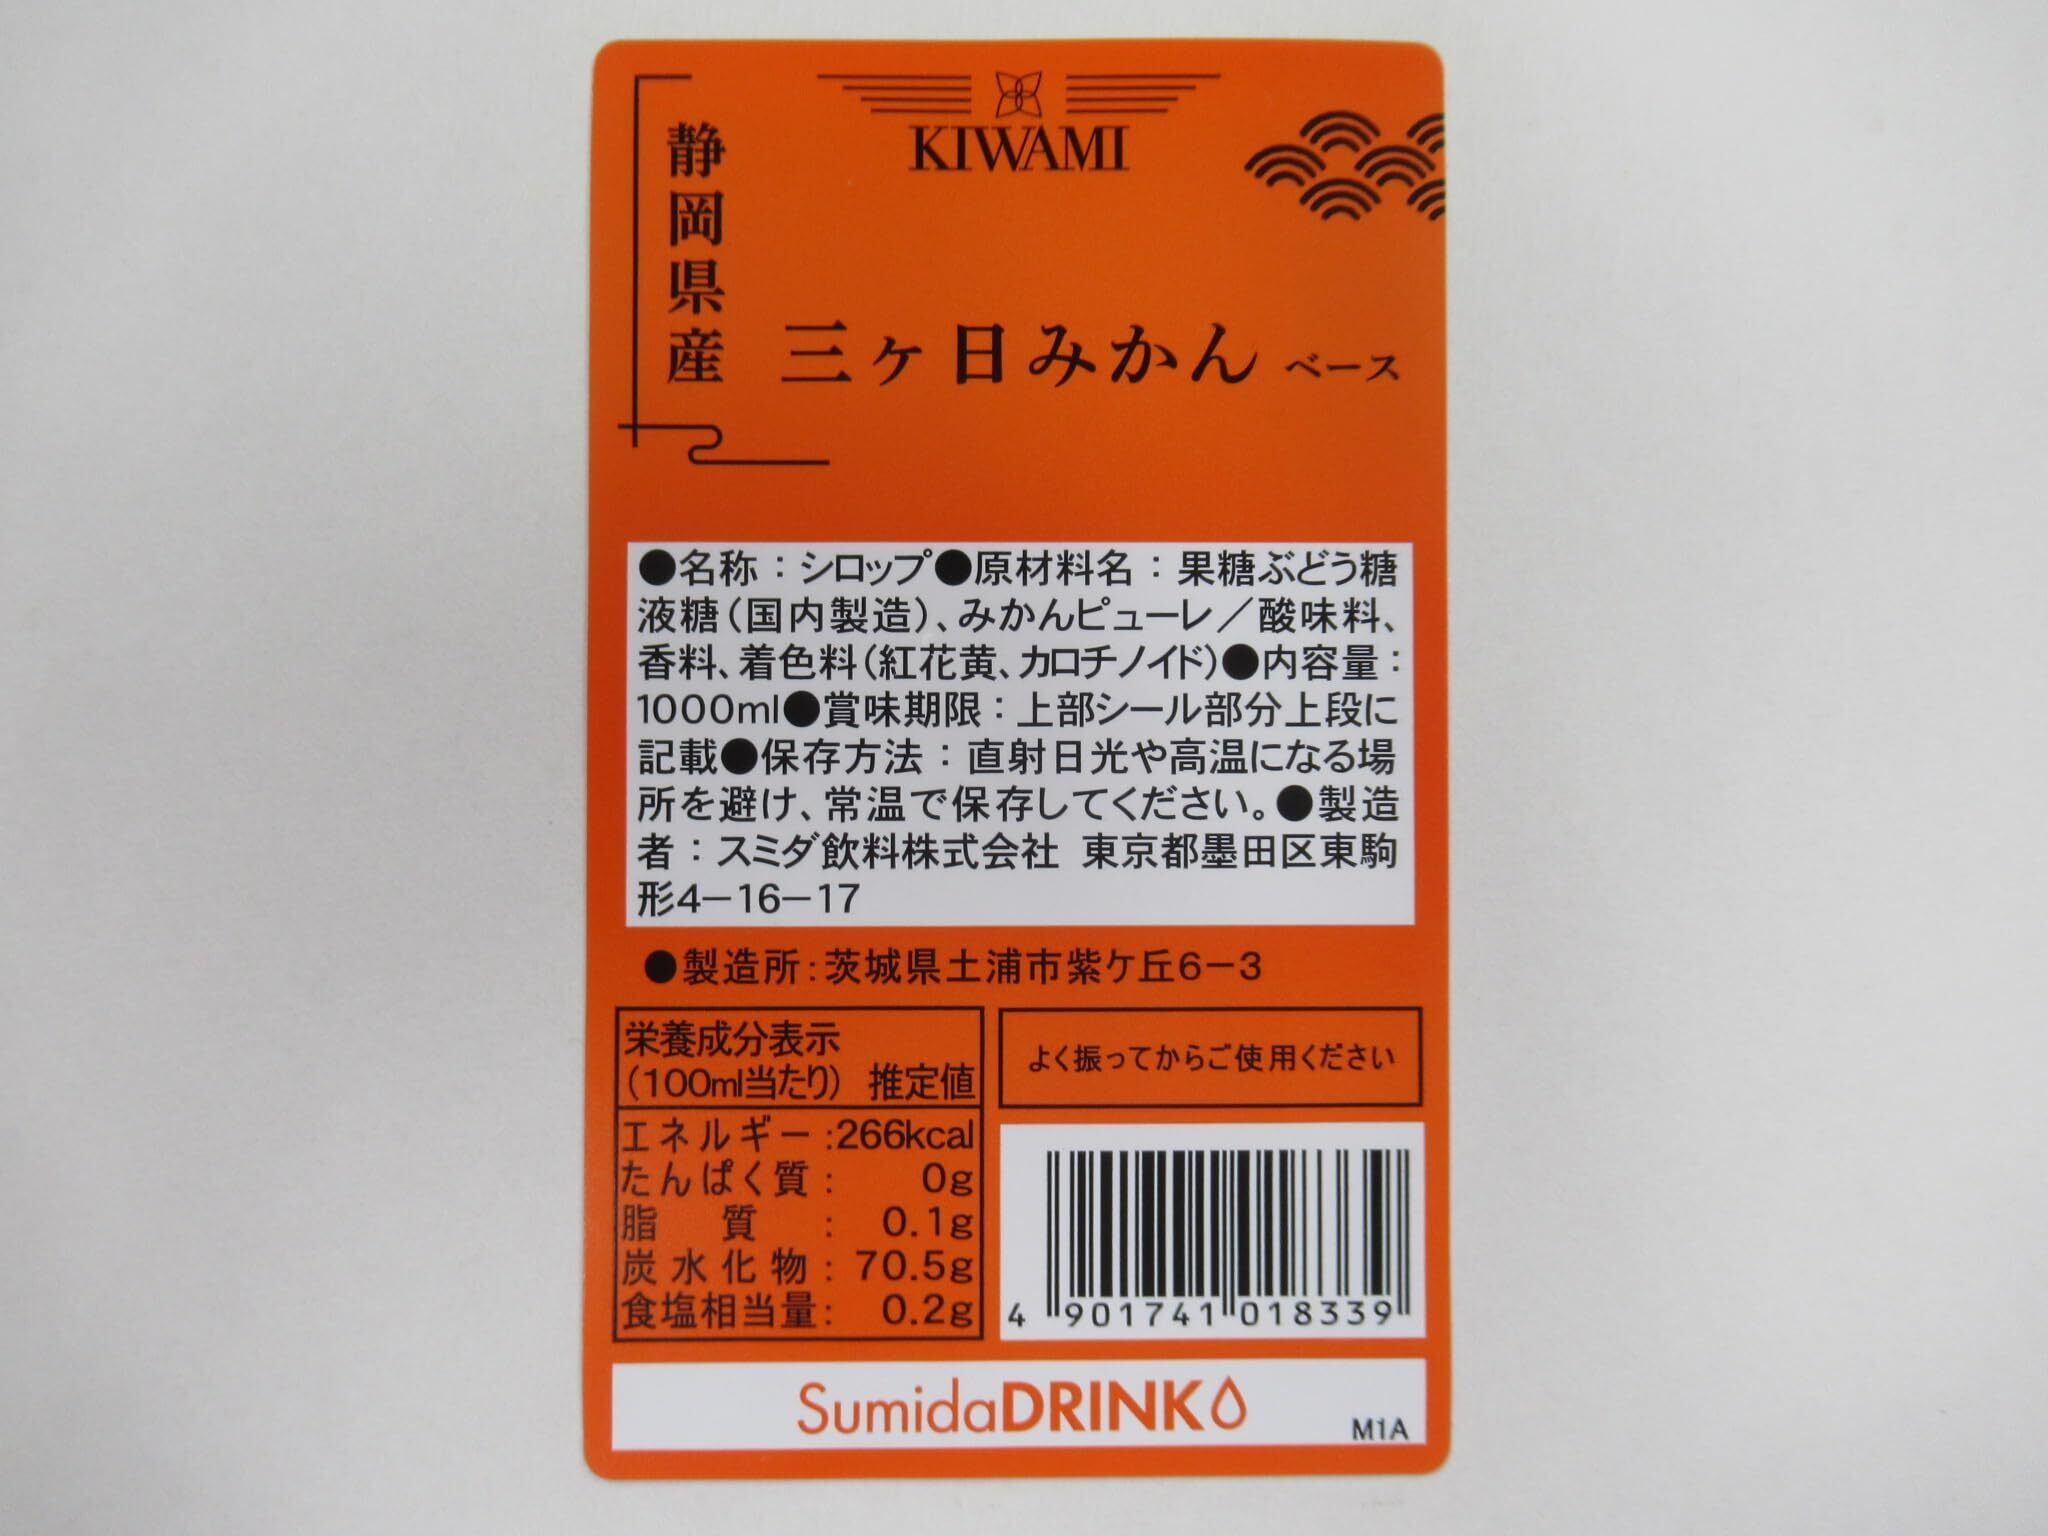 KIWAMI
静岡県産
三ヶ日みかん ベース
●名称：シロップ●原材料名：果糖ぶどう糖
液糖（国内製造）、みかんピューレ／酸味料、
香料、着色料（紅花黄、カロチノイド）●内容量：
1000ml●賞味期限：上部シール部分上段に
記載●保存方法：直射日光や高温になる場
所を避け、常温で保存してください。●製造
者：スミダ飲料株式会社 東京都墨田区東駒
形4－16－17
●製造所：茨城県土浦市紫ケ丘6－3
栄養成分表示
（100ml当たり） 推定値
エネルギー：266kcal
たんぱく質： 0g
脂質： 0.1g
炭水化物：70.5g
食塩相当量： 0.2g
よく振ってからご使用ください
4 901741 018339
SumidaDRINK
M1A